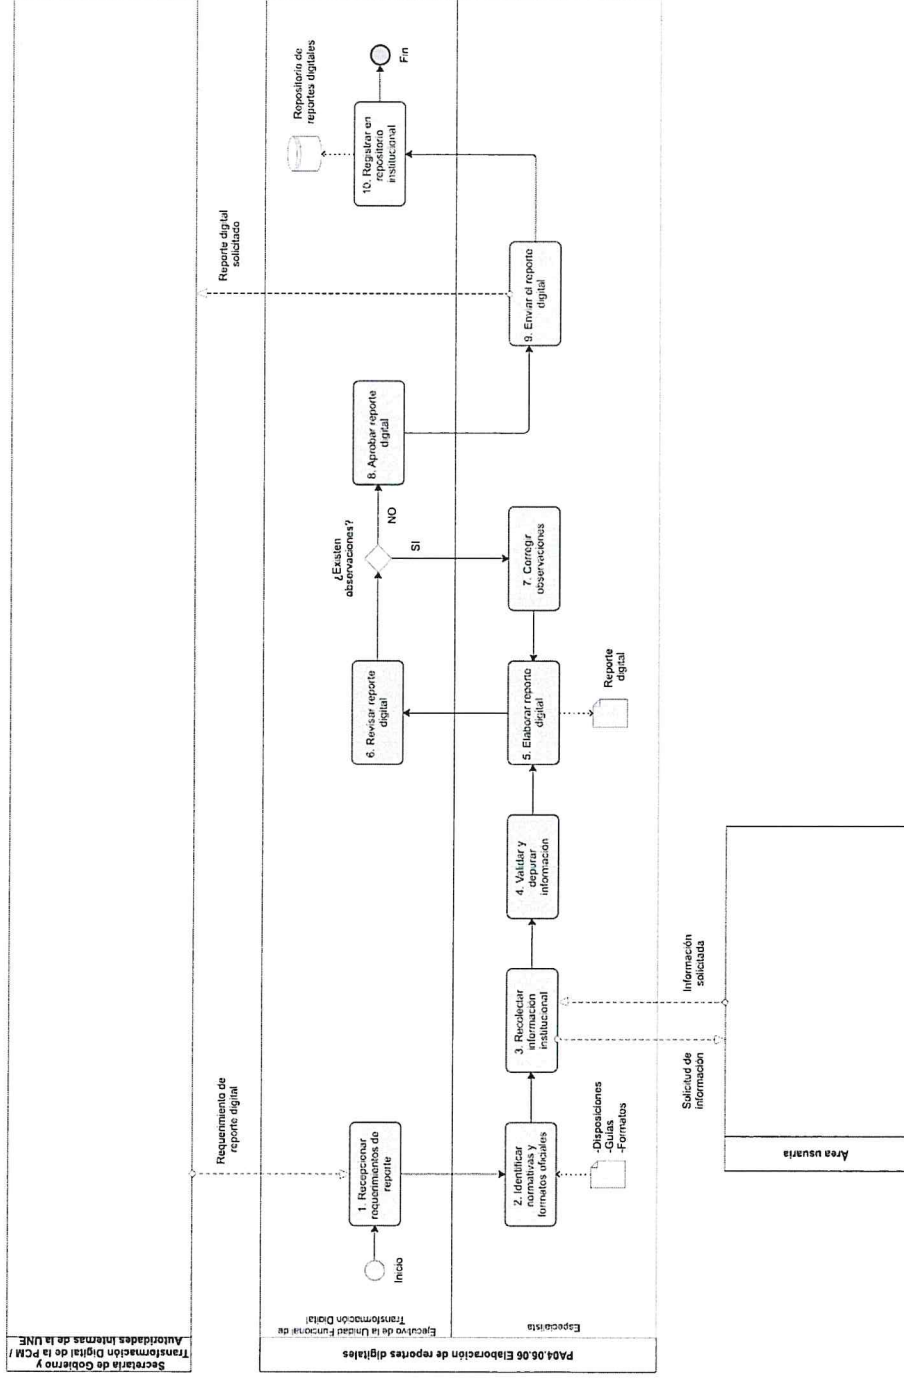 Secretaría de Gobierno y
Transformación Digital de la PCM /
Autoridades Internas de la UNE
Requerimiento de
reporte digital
Reporte digital
solicitado
PA04.05.06 Elaboración de reportes digitales
Ejecutivo de la Unidad Funcional de
Transformación Digital
Inicio
1. Recepcionar
requerimientos de
reporte
6. Revisar reporte
digital
¿Existen
observaciones?
NO
SI
8. Aprobar reporte
digital
10. Registrar en
repositorio
institucional
Repositorio de
reportes digitales
Fin
Especialista
2. Identificar
normativas y
formatos oficiales
-Disposiciones
-Guías
-Formatos
3. Recolectar
información
institucional
4. Validar y
depurar
información
5. Elaborar reporte
digital
Reporte
digital
7. Corregir
observaciones
9. Enviar el reporte
digital
Solicitud de
información
Información
solicitada
Área usuaria